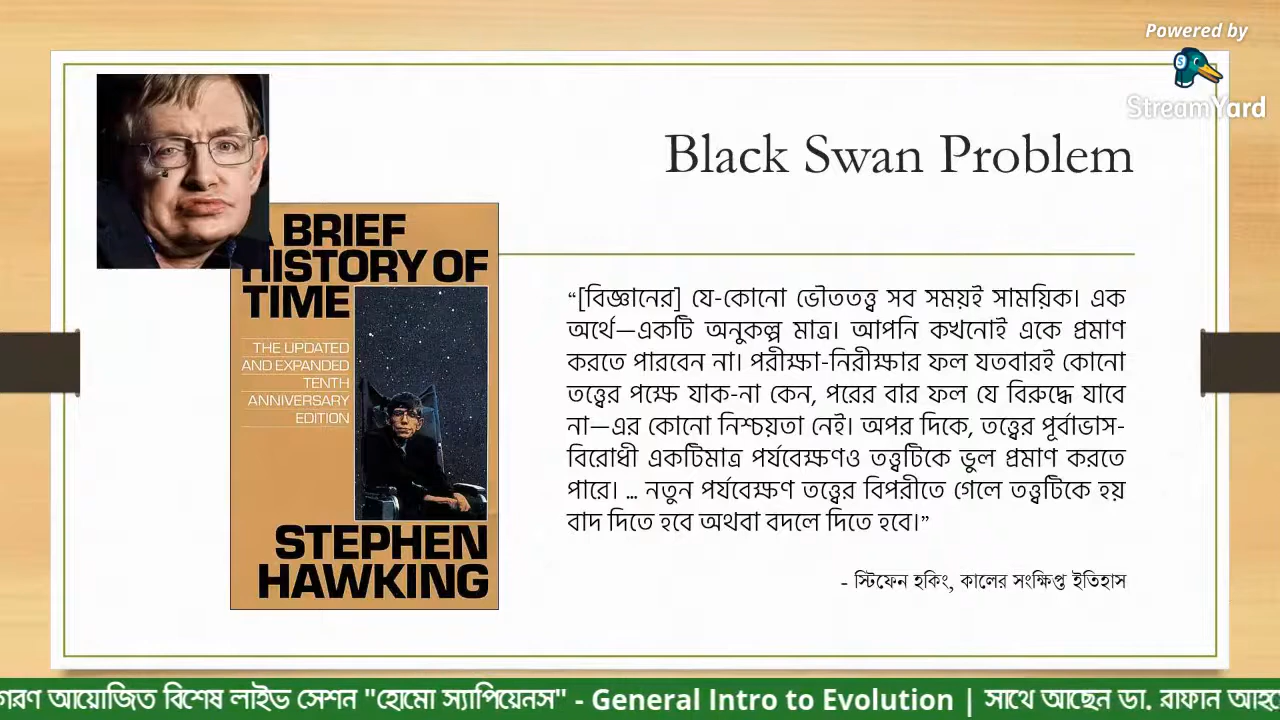 Powered by
StreamYard
Black Swan Problem
A BRIEF
HISTORY OF
TIME
THE UPDATED
AND EXPANDED
TENTH
ANNIVERSARY
EDITION
STEPHEN
HAWKING
“[বিজ্ঞানের] যে-কোনো ভৌততত্ত্ব সব সময়ই সাময়িক। এক
অর্থে—একটি অনুকল্প মাত্র। আপনি কখনোই একে প্রমাণ
করতে পারবেন না। পরীক্ষা-নিরীক্ষার ফল যতবারই কোনো
তত্ত্বের পক্ষে যাক-না কেন, পরের বার ফল যে বিরুদ্ধে যাবে
না—এর কোনো নিশ্চয়তা নেই। অপর দিকে, তত্ত্বের পূর্বাভাস-
বিরোধী একটিমাত্র পর্যবেক্ষণও তত্ত্বটিকে ভুল প্রমাণ করতে
পারে। ... নতুন পর্যবেক্ষণ তত্ত্বের বিপরীতে গেলে তত্ত্বটিকে হয়
বাদ দিতে হবে অথবা বদলে দিতে হবে।”
- স্টিফেন হকিং, কালের সংক্ষিপ্ত ইতিহাস
আয়োজিত বিশেষ লাইভ সেশন "হোমো স্যাপিয়েনস" - General Intro to Evolution | সাথে আছেন ডা. রাফান